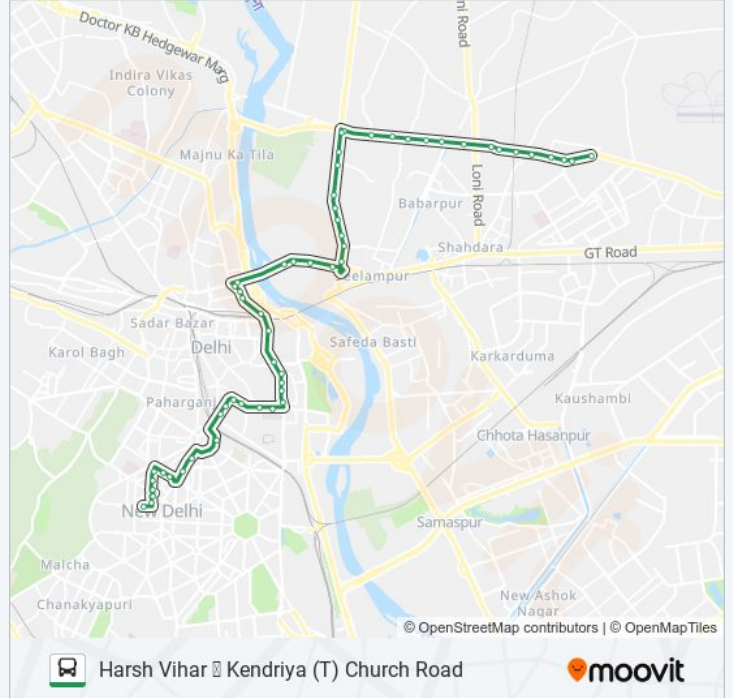 ni Road
Doctor KB Hedgewar Marg
Indira Vikas
Colony
Majnu Ka Tila
Loni Road
Babarpur
Shahdara
GT Road
Seelampur
Sadar Bazar
Delhi
Safeda Basti
Karol Bagh
Karkarduma
Paharganj
Kaushambi
Chhota Hasanpur
New Delhi
Samaspur
Malcha
Chanakyapuri
New Ashok
Nagar
© OpenStreetMap contributors | © OpenMapTiles
Harsh Vihar 🡒 Kendriya (T) Church Road
moovit